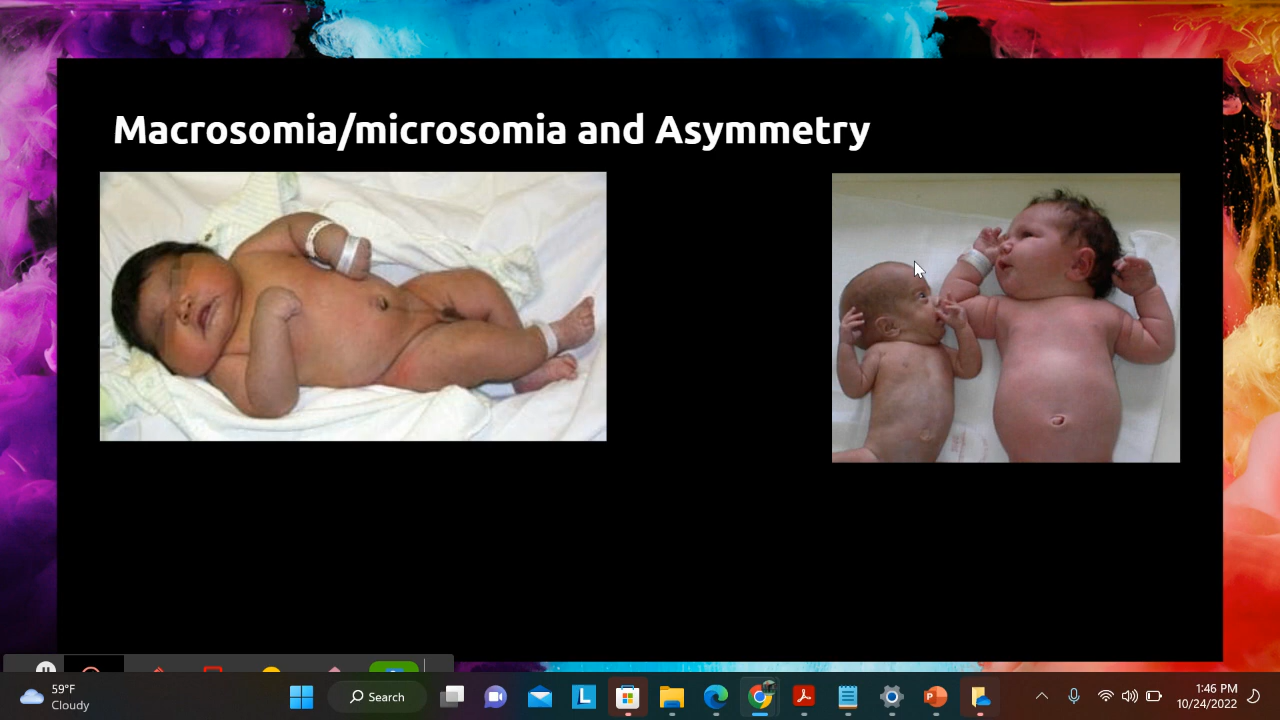 Macrosomia/microsomia and Asymmetry
59°F
Cloudy
Search
1:46 PM
10/24/2022